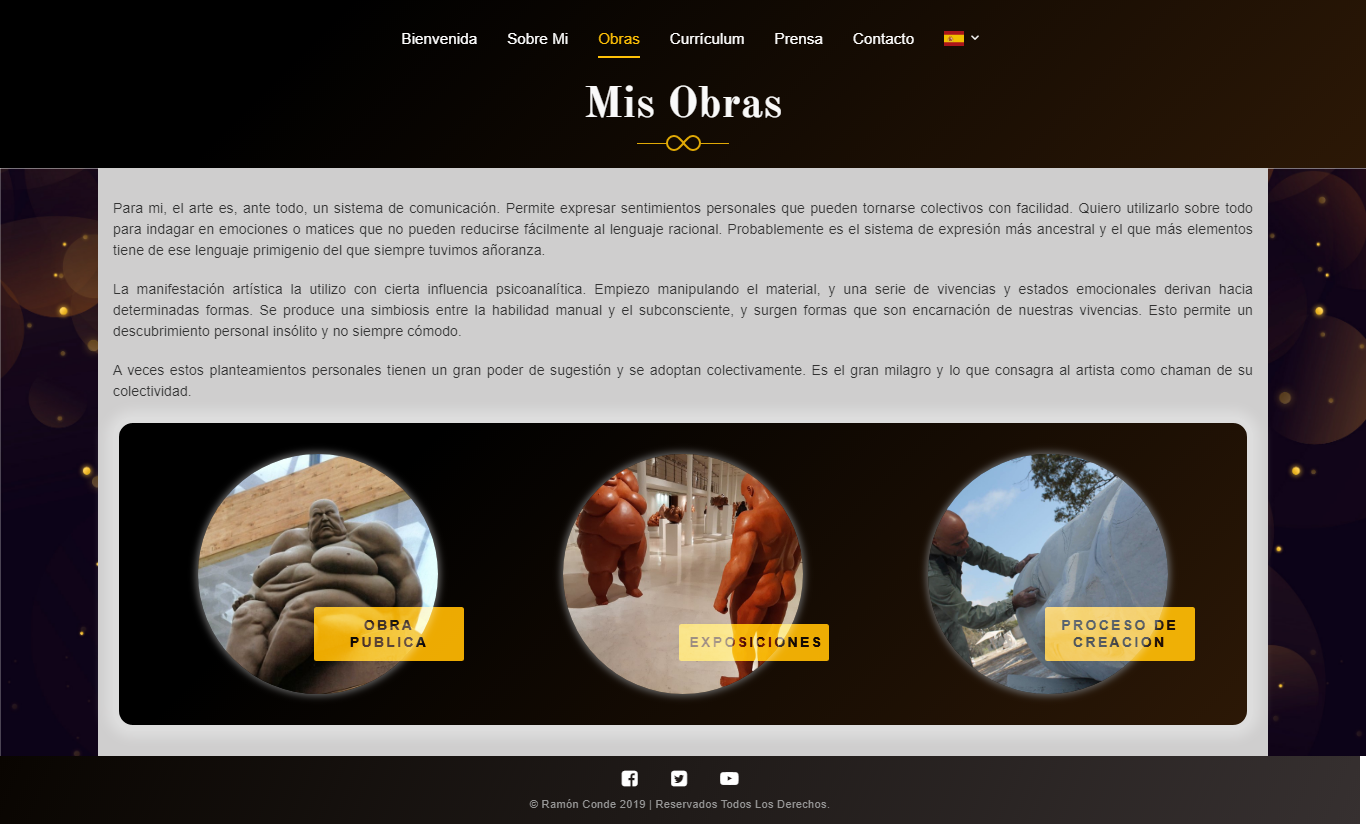 Bienvenida Sobre Mi Obras Currículum Prensa Contacto
Mis Obras
Para mi, el arte es, ante todo, un sistema de comunicación. Permite expresar sentimientos personales que pueden tornarse colectivos con facilidad. Quiero utilizarlo sobre todo
para indagar en emociones o matices que no pueden reducirse fácilmente al lenguaje racional. Probablemente es el sistema de expresión más ancestral y el que más elementos
tiene de ese lenguaje primigenio del que siempre tuvimos añoranza.
La manifestación artística la utilizo con cierta influencia psicoanalítica. Empiezo manipulando el material, y una serie de vivencias y estados emocionales derivan hacia
determinadas formas. Se produce una simbiosis entre la habilidad manual y el subconsciente, y surgen formas que son encarnación de nuestras vivencias. Esto permite un
descubrimiento personal insólito y no siempre cómodo.
A veces estos planteamientos personales tienen un gran poder de sugestión y se adoptan colectivamente. Es el gran milagro y lo que consagra al artista como chaman de su
colectividad.
OBRA
PUBLICA
EXPOSICIONES
PROCESO DE
CREACION
© Ramón Conde 2019 | Reservados Todos Los Derechos.